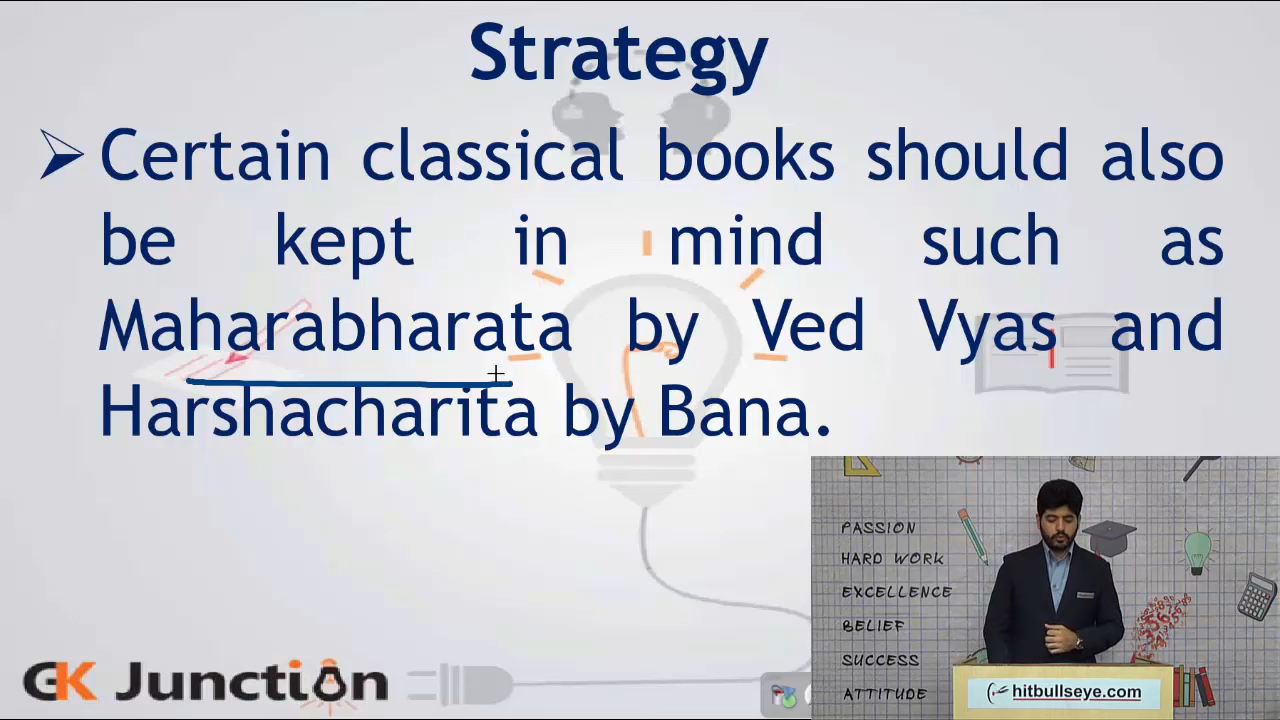 Strategy
Certain classical books should also
be kept in mind such as
Maharabharata by Ved Vyas and
Harshacharita by Bana.
PASSION
HARD WORK
EXCELLENCE
BELIEF
SUCCESS
ATTITUDE
hitbullseye.com
GK Junction